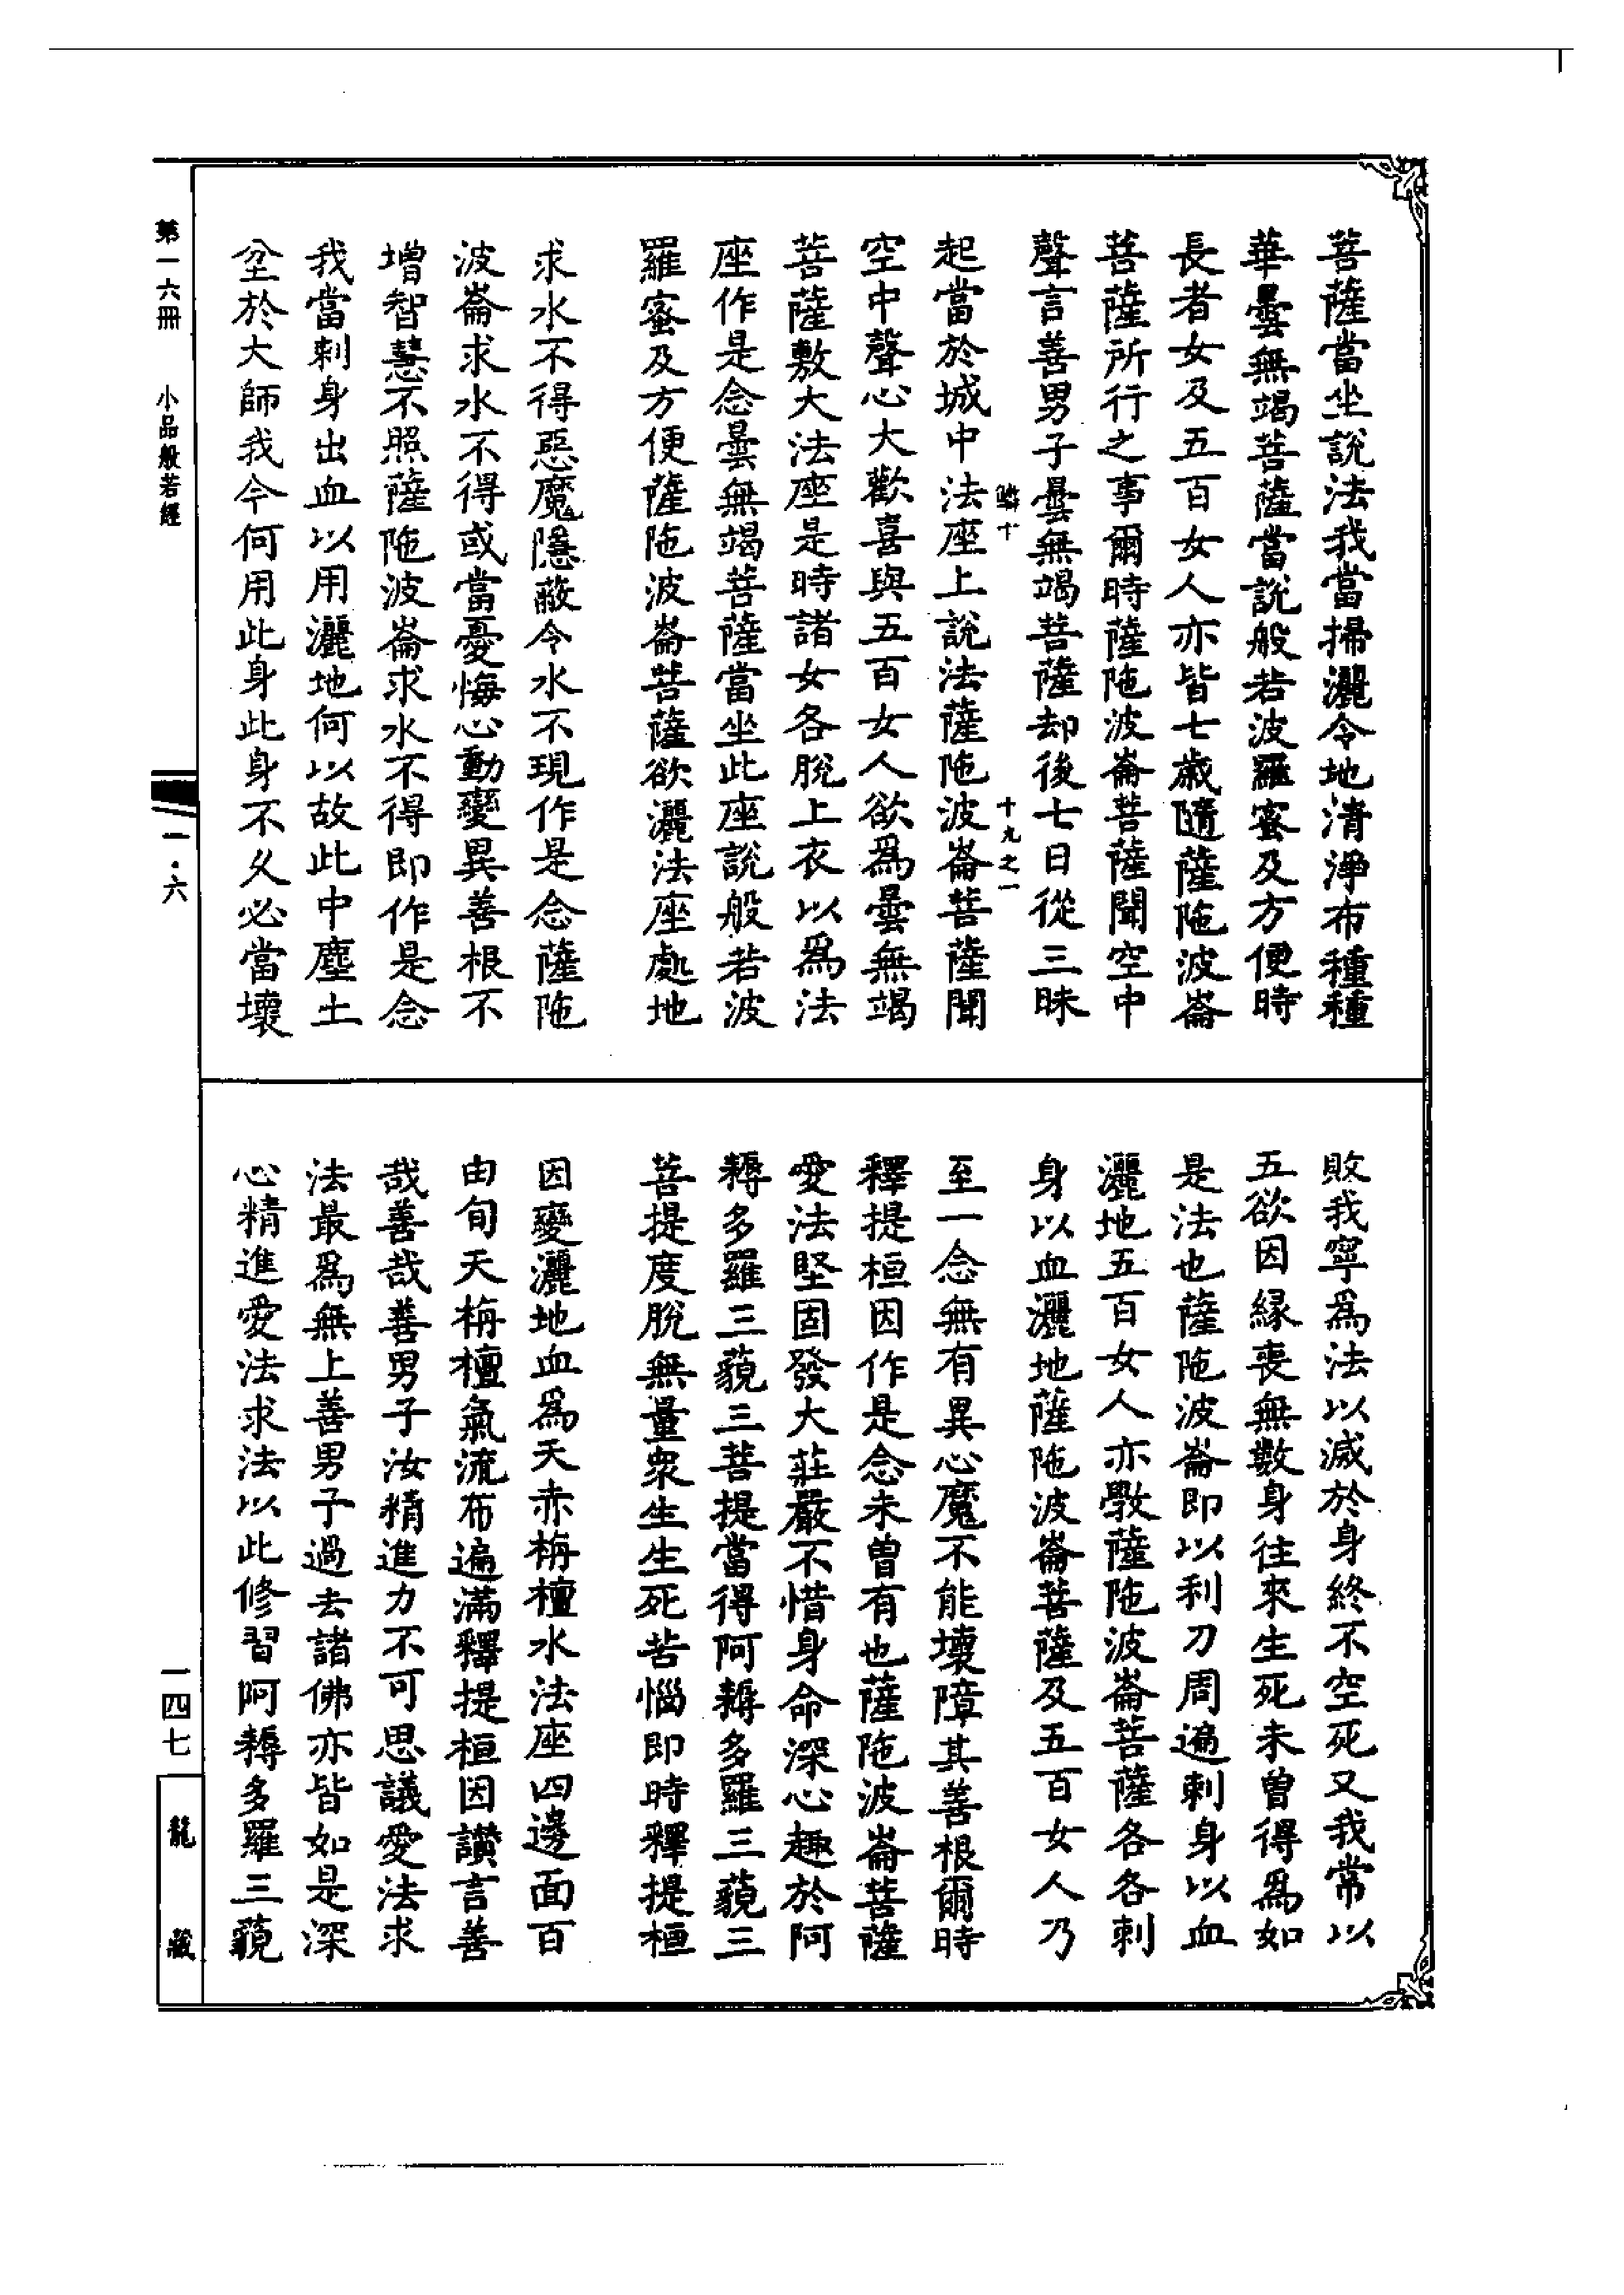 菩薩當坐說法我當掃灑令地清淨布種種
華曇無竭菩薩當說般若波羅蜜及方便時
長者女及五百女人亦皆七歲隨薩陁波崙
菩薩所行之事爾時薩陁波崙菩薩聞空中
聲言善男子曇無竭菩薩却後七日從三昧
十九之一
起當於城中法座上說法薩陁波崙菩薩聞
空中聲心大歡喜與五百女人欲爲曇無竭
菩薩敷大法座是時諸女各脫上衣以爲法
座作是念曇無竭菩薩當坐此座說般若波
羅蜜及方便薩陁波崙菩薩欲灑法座處地
求水不得惡魔隱蔽令水不現作是念薩陁
波崙求水不得或當憂悔心動變異善根不
增智慧不照薩陁波崙求水不得即作是念
我當刺身出血以用灑地何以故此中塵土
坌於大師我今何用此身此身不久必當壞
敗我寧爲法以滅於身終不空死又我常以
五欲因緣喪無數身往來生死未曾得爲如
是法也薩陁波崙即以利刀周遍刺身以血
灑地五百女人亦斆薩陁波崙菩薩各各刺
身以血灑地薩陁波崙菩薩及五百女人乃
至一念無有異心魔不能壞障其善根爾時
釋提桓因作是念未曾有也薩陁波崙菩薩
愛法堅固發大莊嚴不惜身命深心趣於阿
耨多羅三藐三菩提當得阿耨多羅三藐三
菩提度脫無量衆生生死苦惱即時釋提桓
因變灑地血爲天赤栴檀水法座四邊面百
由旬天栴檀氣流布遍滿釋提桓因讚言善
哉善哉善男子汝精進力不可思議愛法求
法最爲無上善男子過去諸佛亦皆如是深
心精進愛法求法以此修習阿耨多羅三藐
第一六冊 小品般若經
一·六
一四七
龍藏